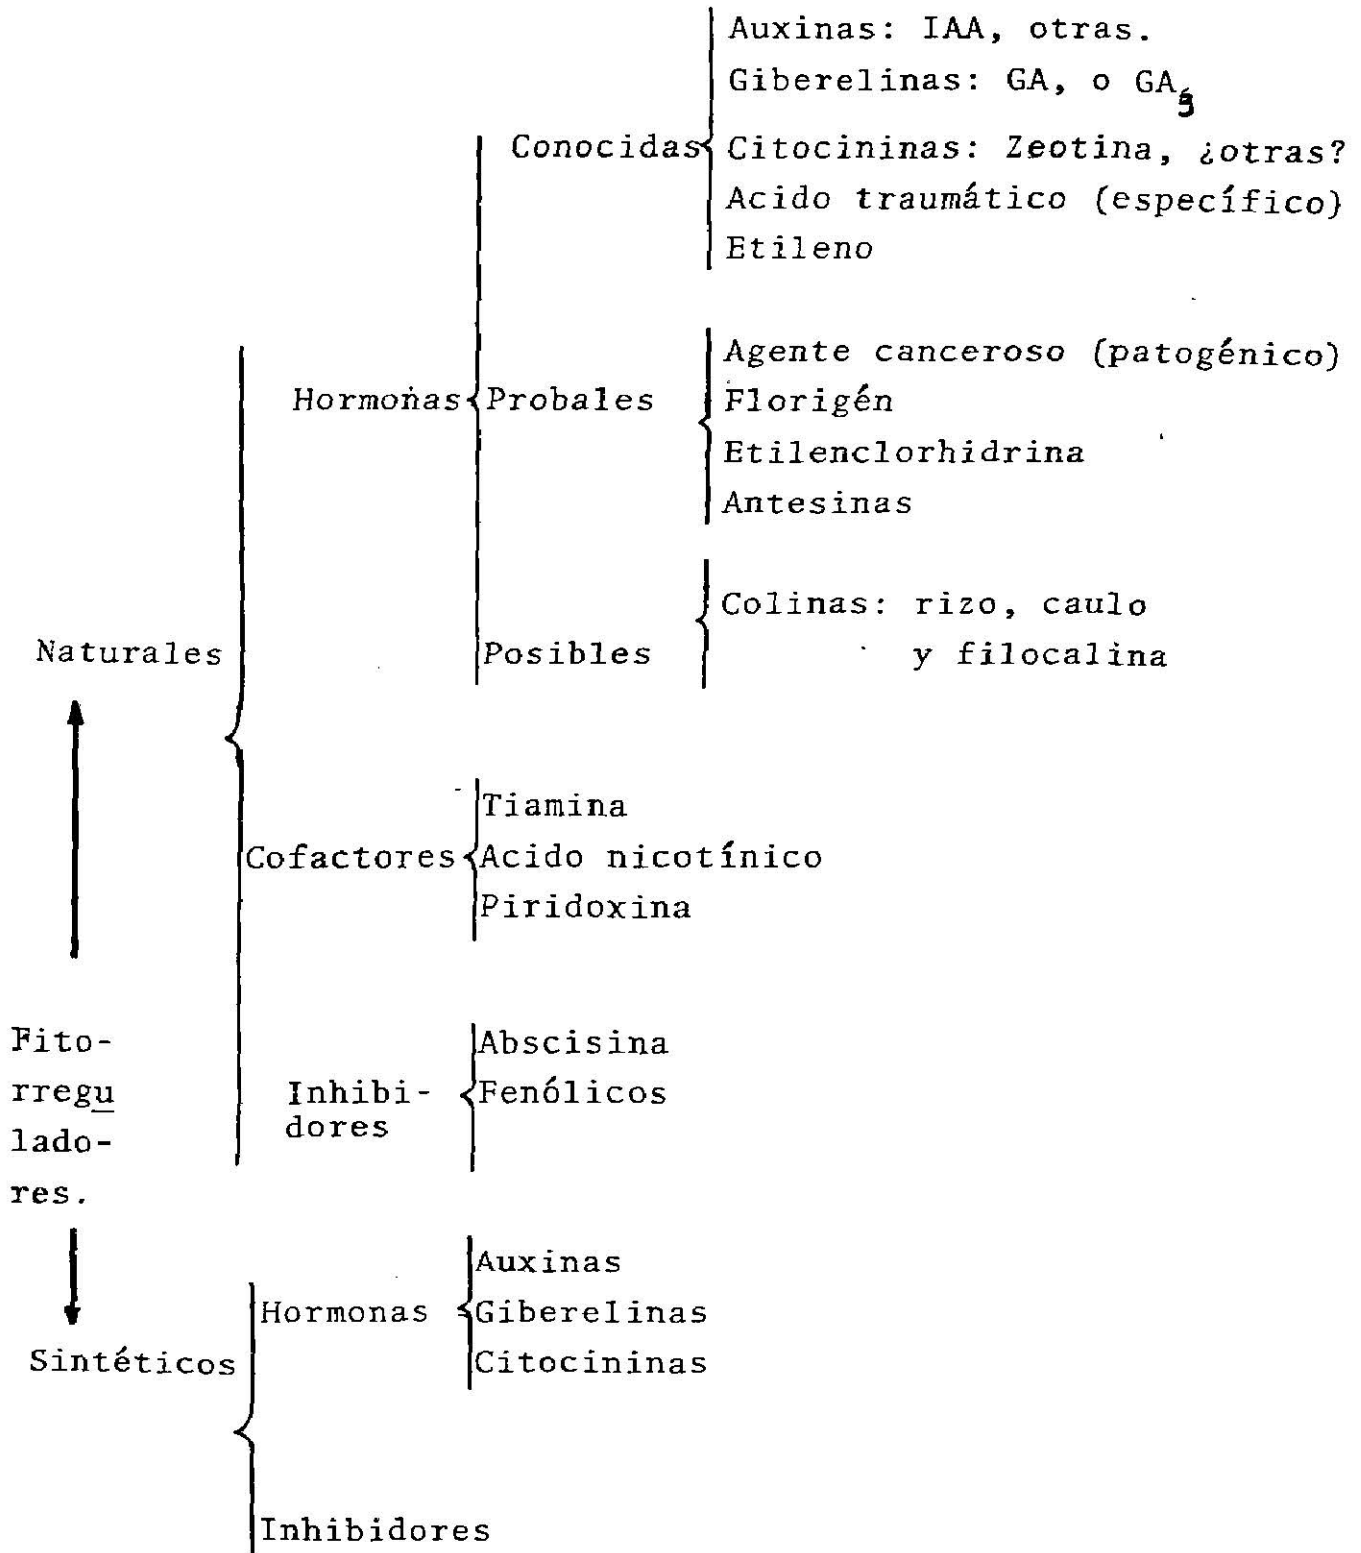 Auxinas: IAA, otras.
Giberelinas: GA, o GA3
Conocidas
Citocininas: Zeotina, ¿otras?
Acido traumático (específico)
Etileno
Agente canceroso (patogénico)
Hormonas
Probales
Florigén
Etilenclorhidrina
Antesinas
Colinas: rizo, caulo
Naturales
Posibles
y filocalina
Tiamina
Cofactores
Acido nicotínico
Piridoxina
Fito-
rregu
lado-
res.
Abscisina
Inhibi-
dores
Fenólicos
Auxinas
Hormonas
Giberelinas
Sintéticos
Citocininas
Inhibidores